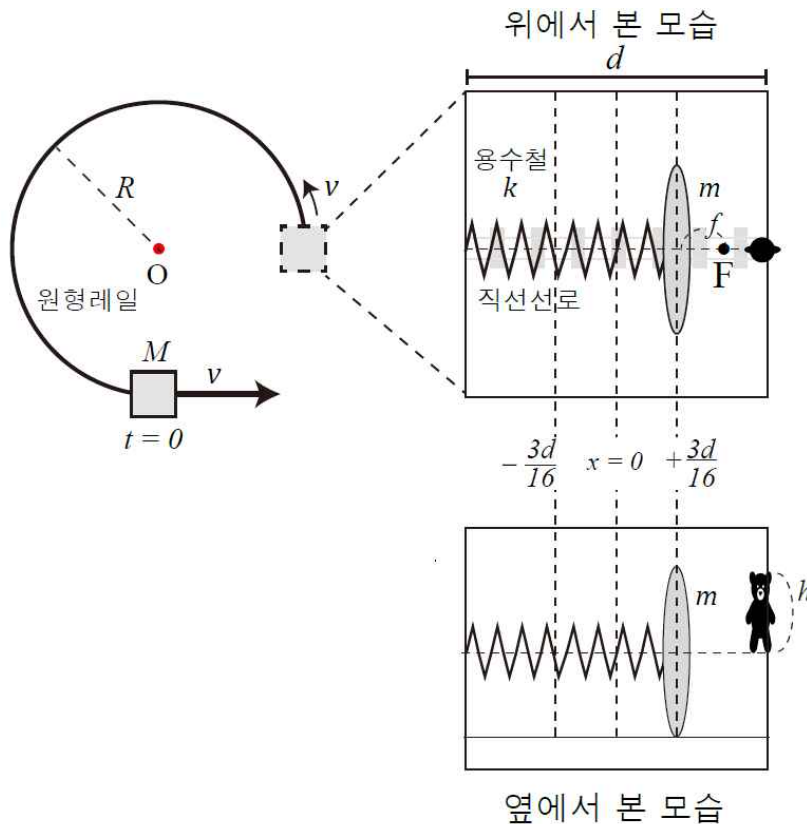 위에서 본 모습
d
용수철
k
m
f
F
직선선로
R
v
O
원형레일
M
v
t = 0
- 3d/16
x = 0
+ 3d/16
m
h
옆에서 본 모습